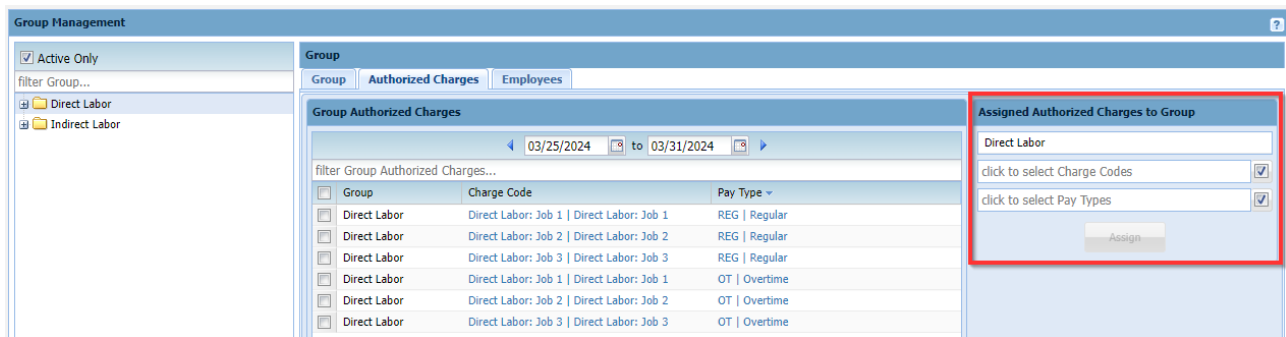 Group Management
?
Active Only
filter Group...
Direct Labor
Indirect Labor
Group
Group Authorized Charges Employees
Group Authorized Charges
03/25/2024 to 03/31/2024
filter Group Authorized Charges...
Group Charge Code Pay Type
Direct Labor Direct Labor: Job 1 | Direct Labor: Job 1 REG | Regular
Direct Labor Direct Labor: Job 2 | Direct Labor: Job 2 REG | Regular
Direct Labor Direct Labor: Job 3 | Direct Labor: Job 3 REG | Regular
Direct Labor Direct Labor: Job 1 | Direct Labor: Job 1 OT | Overtime
Direct Labor Direct Labor: Job 2 | Direct Labor: Job 2 OT | Overtime
Direct Labor Direct Labor: Job 3 | Direct Labor: Job 3 OT | Overtime
Assigned Authorized Charges to Group
Direct Labor
click to select Charge Codes
click to select Pay Types
Assign